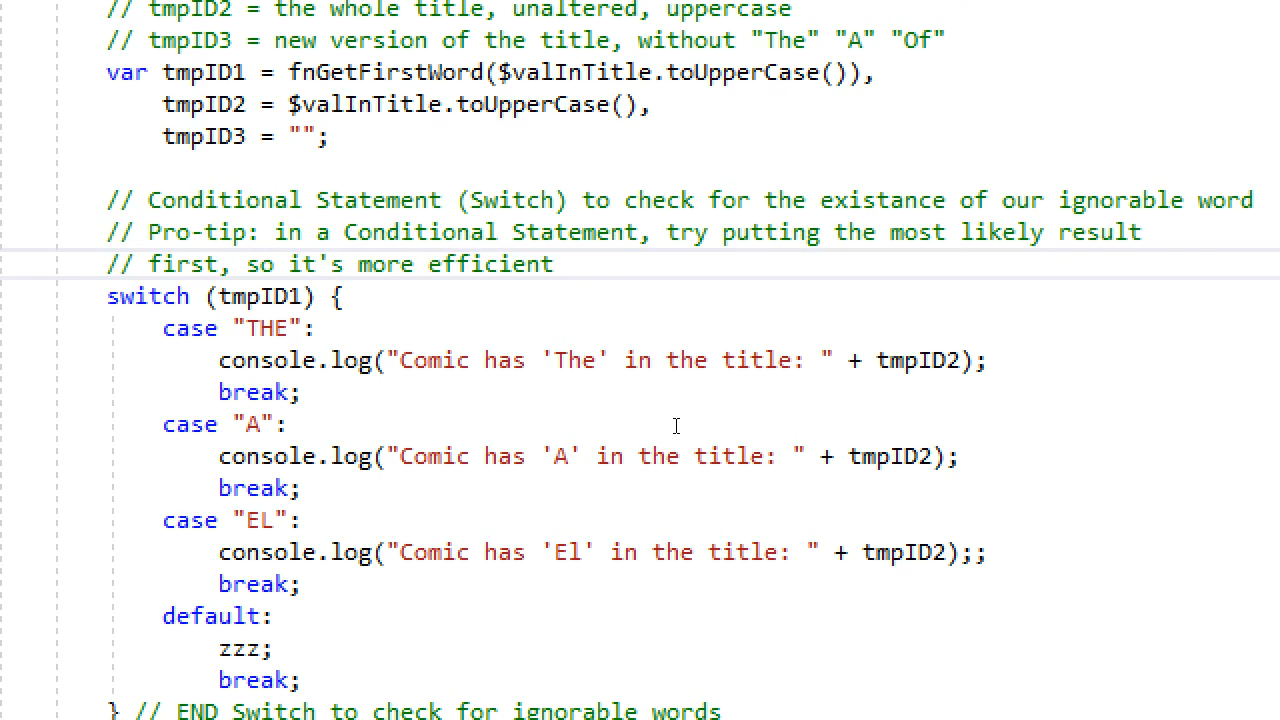 // tmpID2 = the whole title, unaltered, uppercase
// tmpID3 = new version of the title, without "The" "A" "Of"
var tmpID1 = fnGetFirstWord($valInTitle.toUpperCase()),
    tmpID2 = $valInTitle.toUpperCase(),
    tmpID3 = "";
// Conditional Statement (Switch) to check for the existance of our ignorable word
// Pro-tip: in a Conditional Statement, try putting the most likely result
// first, so it's more efficient
switch (tmpID1) {
    case "THE":
        console.log("Comic has 'The' in the title: " + tmpID2);
        break;
    case "A":
        console.log("Comic has 'A' in the title: " + tmpID2);
        break;
    case "EL":
        console.log("Comic has 'El' in the title: " + tmpID2);;
        break;
    default:
        zzz;
        break;
} // END Switch to check for ignorable words